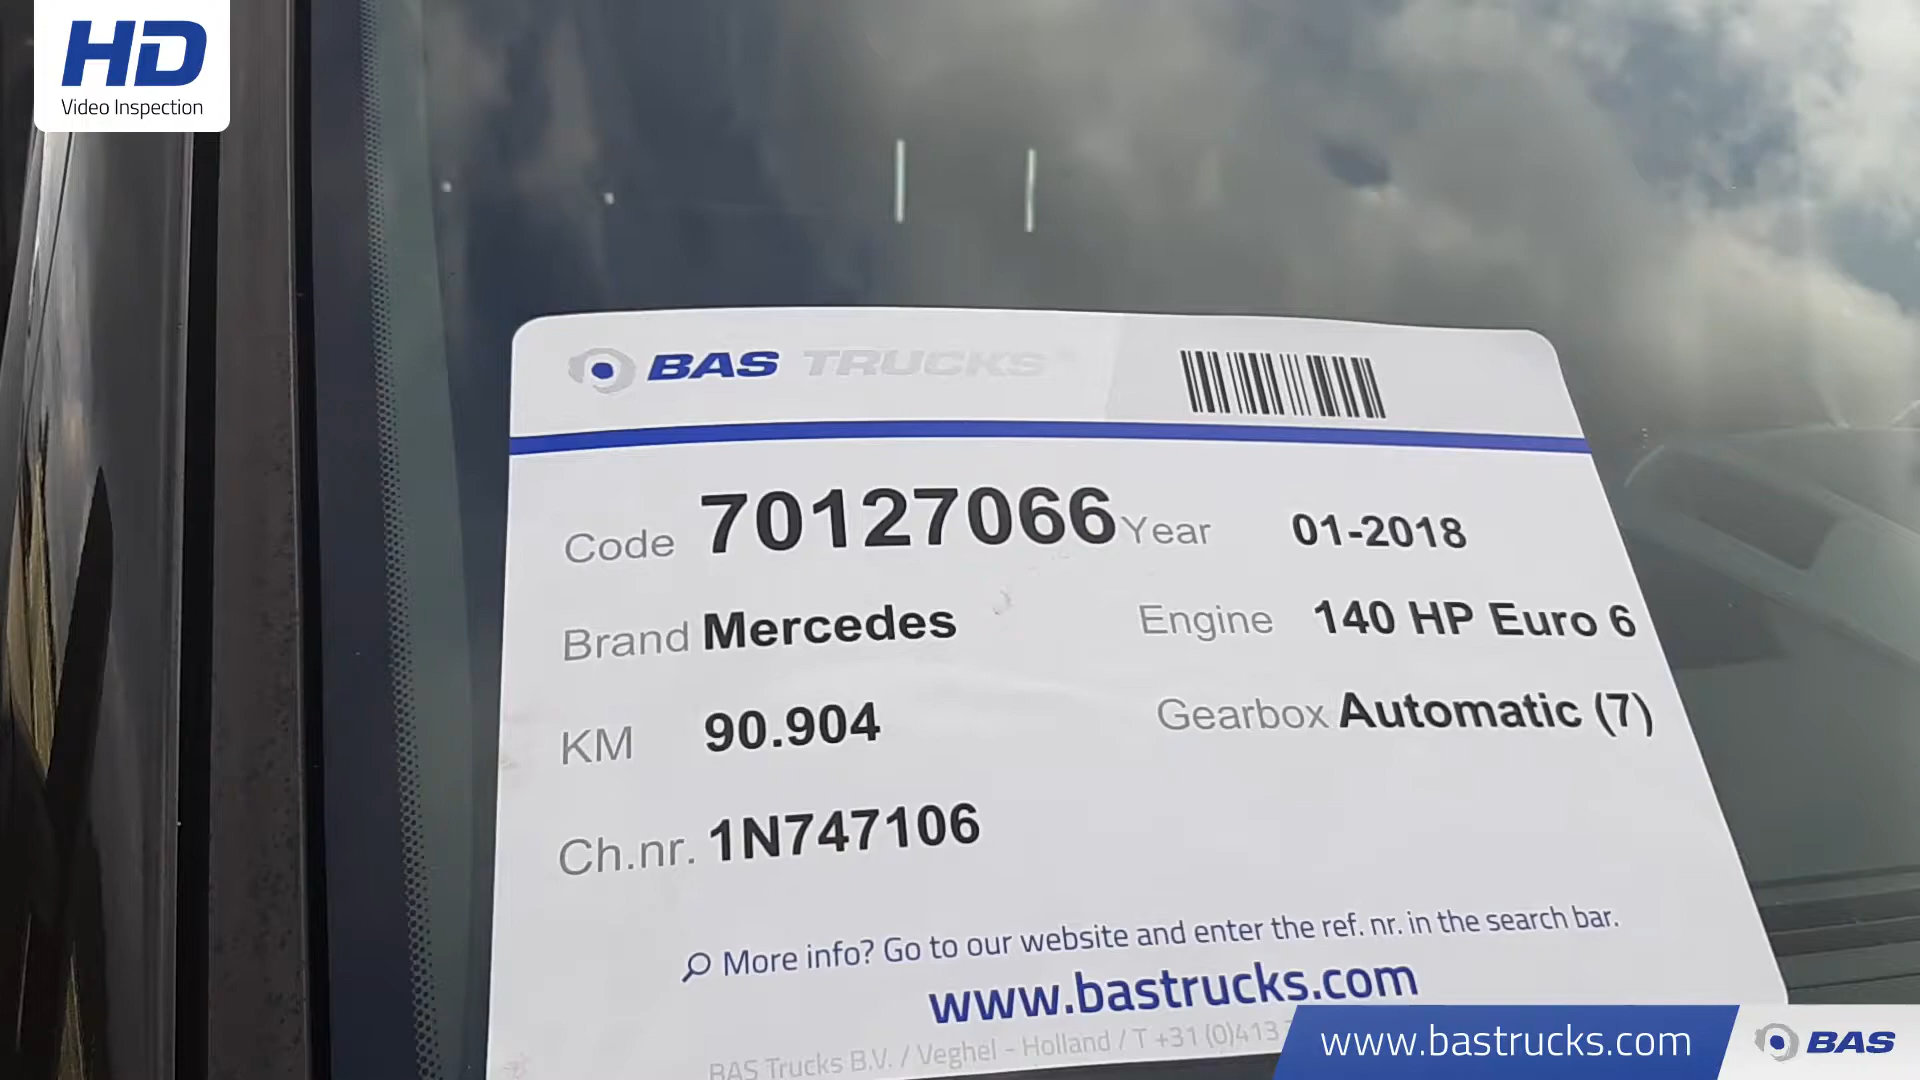 HD
Video Inspection
BAS TRUCKS
Code 70127066 Year 01-2018
Brand Mercedes Engine 140 HP Euro 6
KM 90.904 Gearbox Automatic (7)
Ch.nr. 1N747106
More info? Go to our website and enter the ref. nr. in the search bar.
www.bastrucks.com
BAS Trucks B.V. / Veghel - Holland / T +31 (0)413
www.bastrucks.com BAS